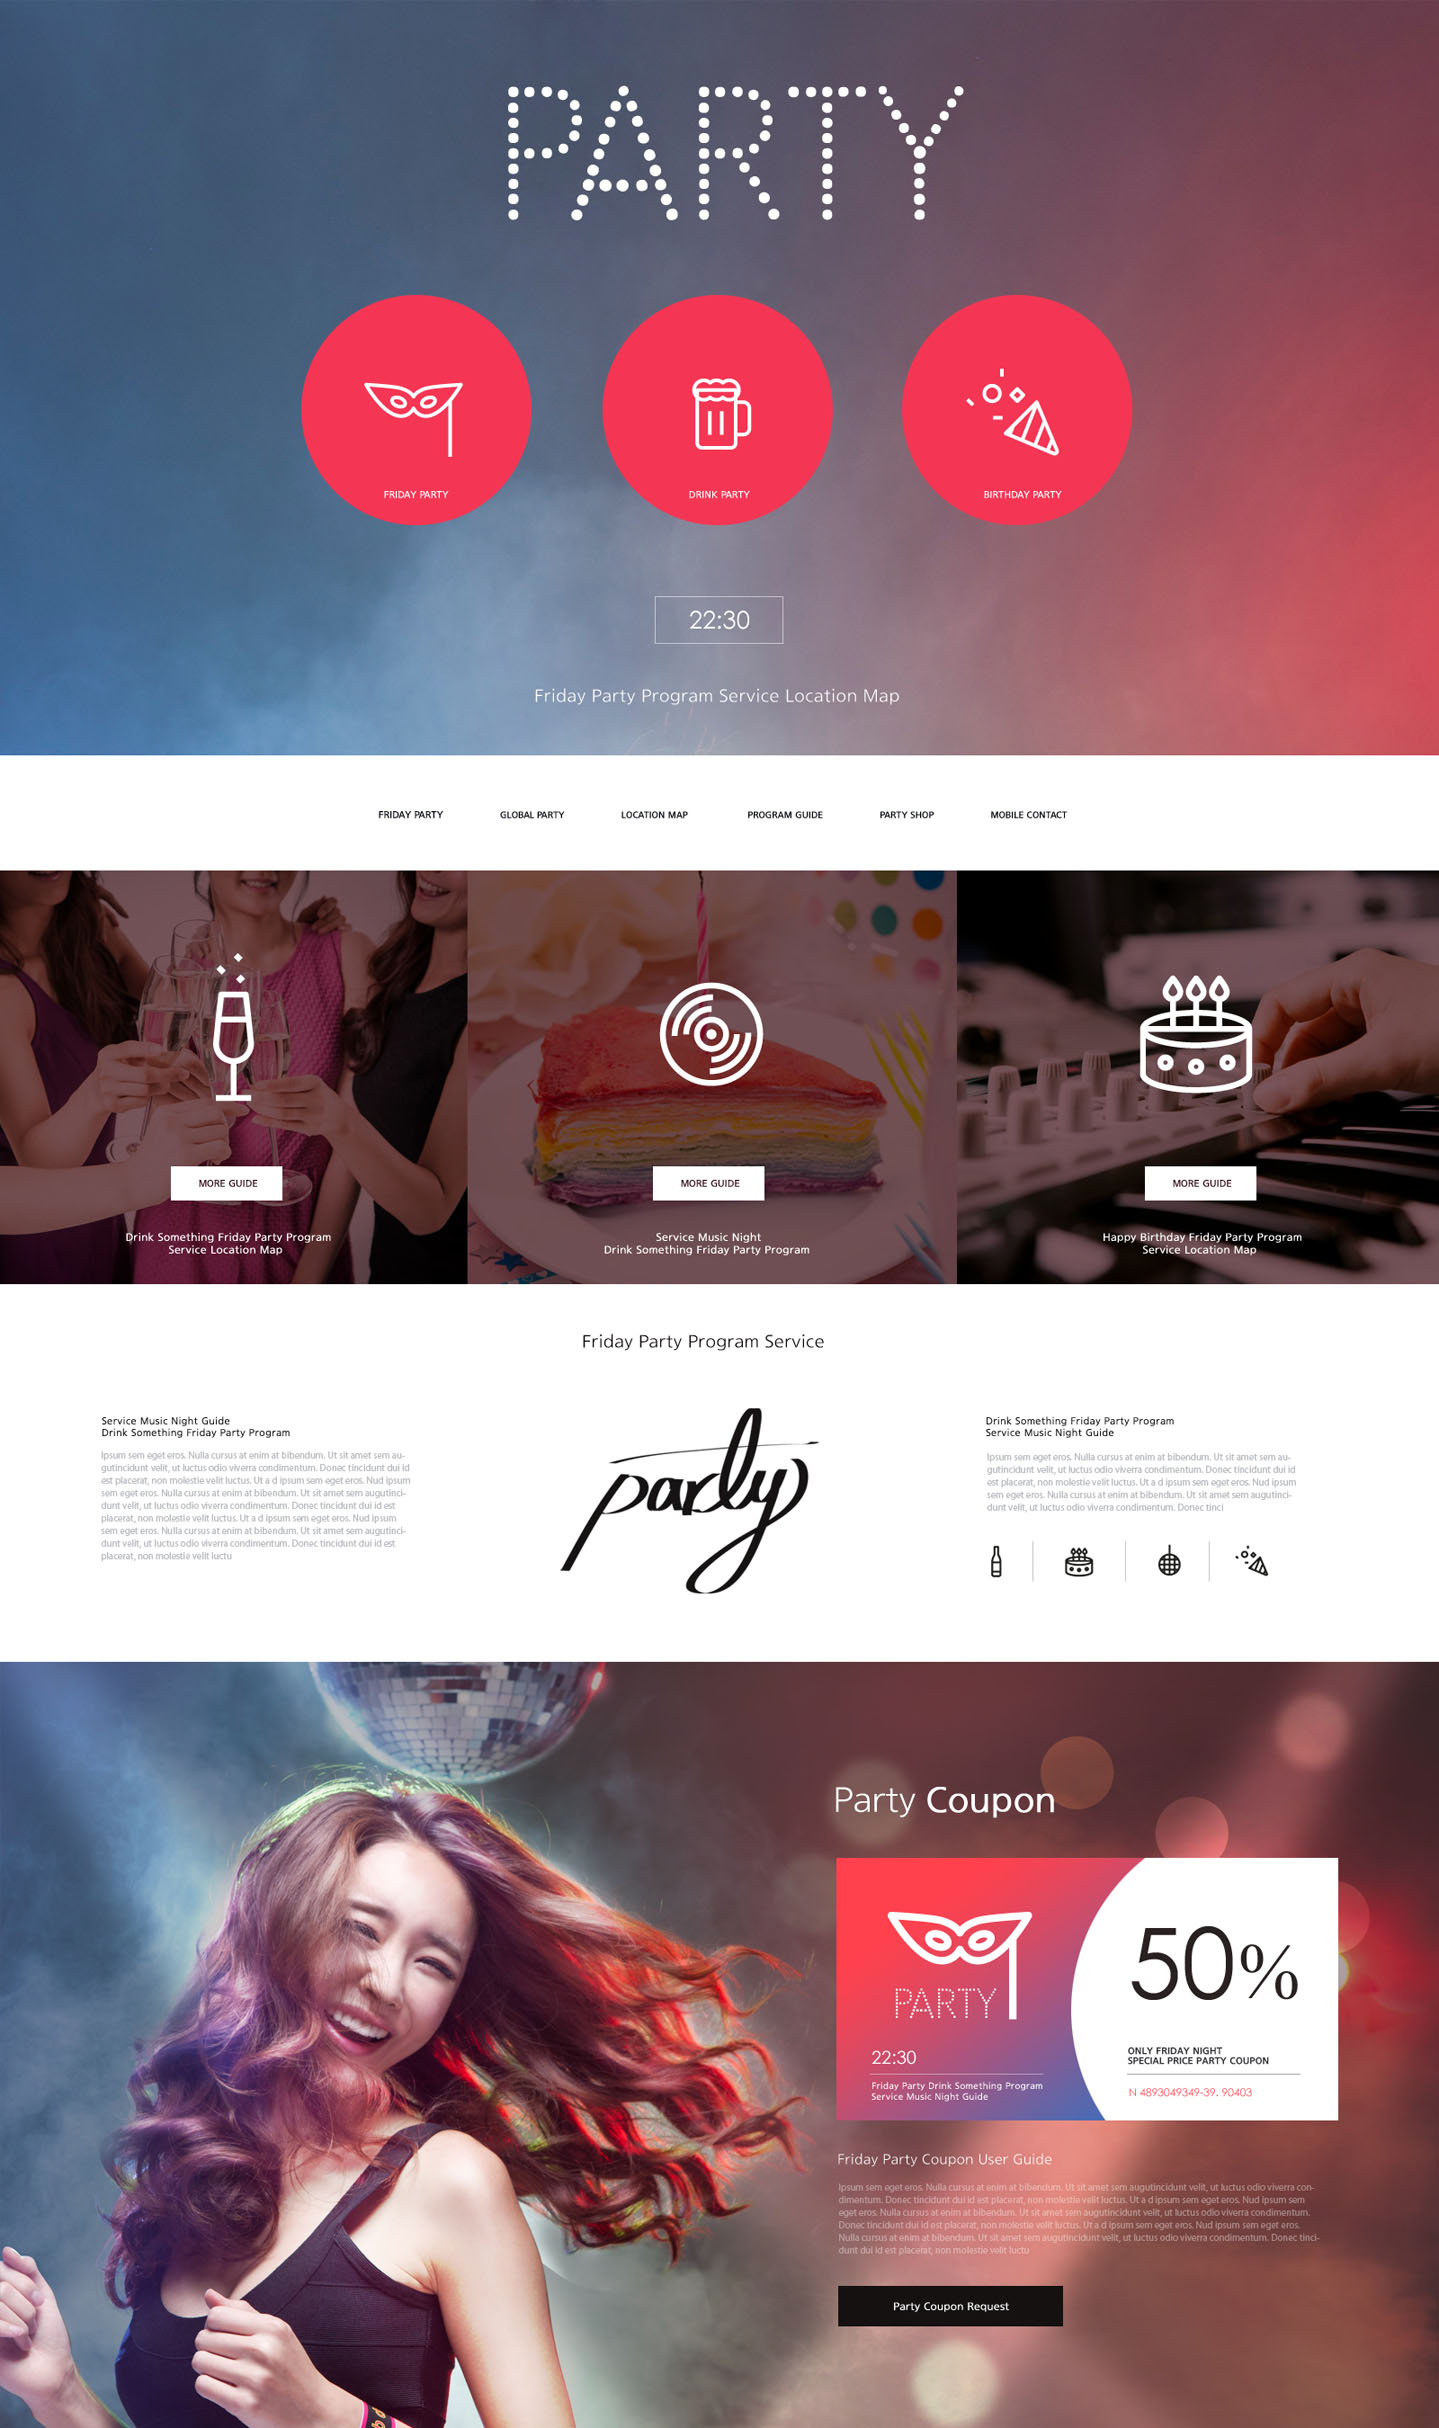 PARTY
FRIDAY PARTY
DRINK PARTY
BIRTHDAY PARTY
22:30
Friday Party Program Service Location Map
FRIDAY PARTY
GLOBAL PARTY
LOCATION MAP
PROGRAM GUIDE
PARTY SHOP
MOBILE CONTACT
MORE GUIDE
Drink Something Friday Party Program
Service Location Map
MORE GUIDE
Service Music Night
Drink Something Friday Party Program
MORE GUIDE
Happy Birthday Friday Party Program
Service Location Map
Friday Party Program Service
Service Music Night Guide
Drink Something Friday Party Program
Ipsum sem eget eros. Nulla cursus at enim at bibendum. Ut sit amet sem au-
gutincidunt velit, ut luctus odio viverra condimentum. Donec tincidunt dui id
est placerat, non molestie velit luctus. Ut a d ipsum sem eget eros. Nud ipsum
sem eget eros. Nulla cursus at enim at bibendum. Ut sit amet sem augutinci-
dunt velit, ut luctus odio viverra condimentum. Donec tincidunt dui id est
placerat, non molestie velit luctus. Ut a d ipsum sem eget eros. Nud ipsum
sem eget eros. Nulla cursus at enim at bibendum. Ut sit amet sem augutinci-
dunt velit, ut luctus odio viverra condimentum. Donec tincidunt dui id est
placerat, non molestie velit luctu
party
Drink Something Friday Party Program
Service Music Night Guide
Ipsum sem eget eros. Nulla cursus at enim at bibendum. Ut sit amet sem au-
gutincidunt velit, ut luctus odio viverra condimentum. Donec tincidunt dui id
est placerat, non molestie velit luctus. Ut a d ipsum sem eget eros. Nud ipsum
sem eget eros. Nulla cursus at enim at bibendum. Ut sit amet sem augutinci-
dunt velit, ut luctus odio viverra condimentum. Donec tinci
Party Coupon
PARTY
22:30
Friday Party Drink Something Program
Service Music Night Guide
50%
ONLY FRIDAY NIGHT
SPECIAL PRICE PARTY COUPON
N 4893049349-39. 90403
Friday Party Coupon User Guide
Ipsum sem eget eros. Nulla cursus at enim at bibendum. Ut sit amet sem augutincidunt velit, ut luctus odio viverra con-
dimentum. Donec tincidunt dui id est placerat, non molestie velit luctus. Ut a d ipsum sem eget eros. Nud ipsum sem
eget eros. Nulla cursus at enim at bibendum. Ut sit amet sem augutincidunt velit, ut luctus odio viverra condimentum.
Donec tincidunt dui id est placerat, non molestie velit luctus. Ut a d ipsum sem eget eros. Nud ipsum sem eget eros.
Nulla cursus at enim at bibendum. Ut sit amet sem augutincidunt velit, ut luctus odio viverra condimentum. Donec tinci-
dunt dui id est placerat, non molestie velit luctu
Party Coupon Request